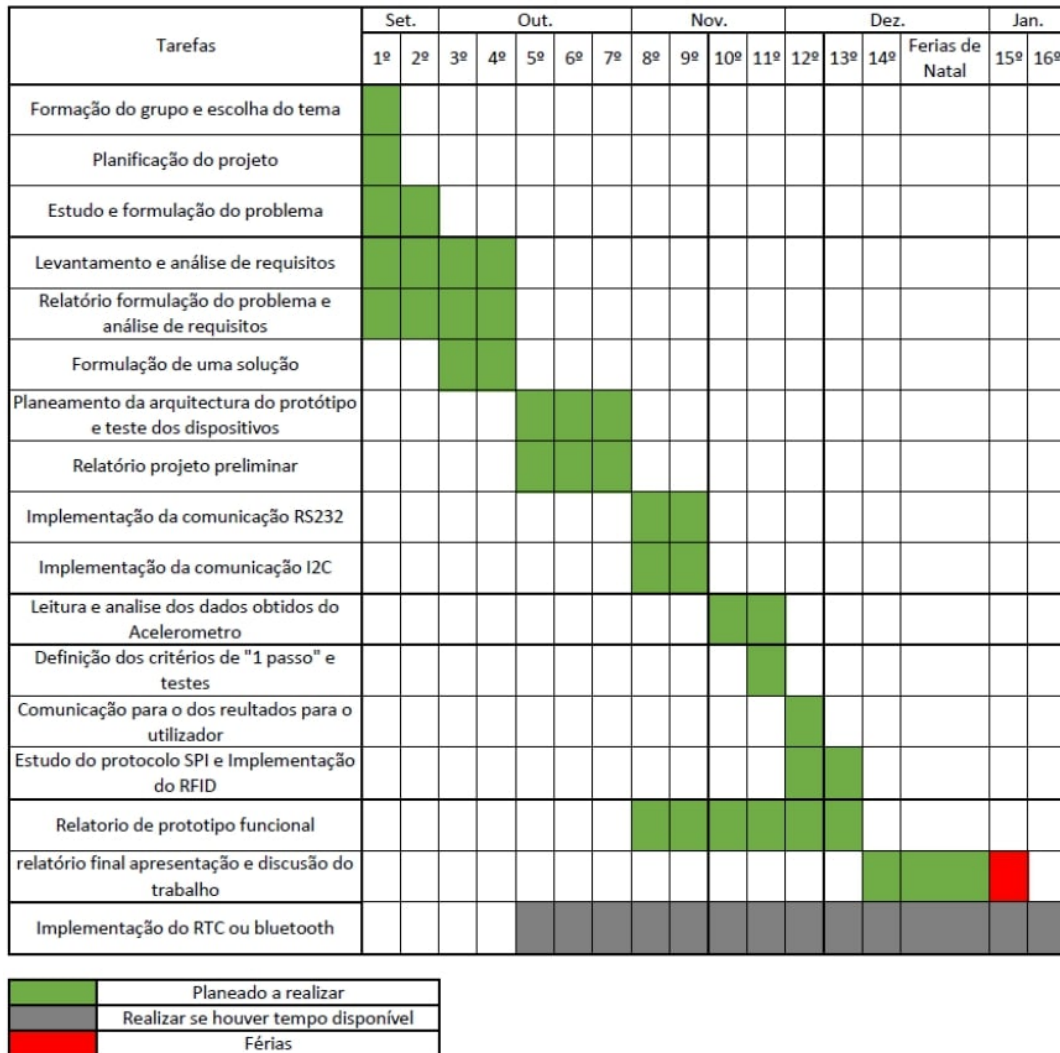 Tarefas
Set. Out. Nov. Dez. Jan.
1º 2º 3º 4º 5º 6º 7º 8º 9º 10º 11º 12º 13º 14º Ferias de 15º 16º
Natal
Formação do grupo e escolha do tema
Planificação do projeto
Estudo e formulação do problema
Levantamento e análise de requisitos
Relatório formulação do problema e
análise de requisitos
Formulação de uma solução
Planeamento da arquitectura do protótipo
e teste dos dispositivos
Relatório projeto preliminar
Implementação da comunicação RS232
Implementação da comunicação I2C
Leitura e analise dos dados obtidos do
Acelerometro
Definição dos critérios de "1 passo" e
testes
Comunicação para o dos reultados para o
utilizador
Estudo do protocolo SPI e Implementação
do RFID
Relatorio de prototipo funcional
relatório final apresentação e discusão do
trabalho
Implementação do RTC ou bluetooth
Planeado a realizar
Realizar se houver tempo disponível
Férias